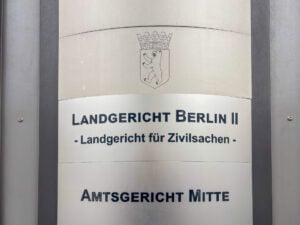 LANDGERICHT BERLIN II
- Landgericht für Zivilsachen -
AMTSGERICHT MITTE